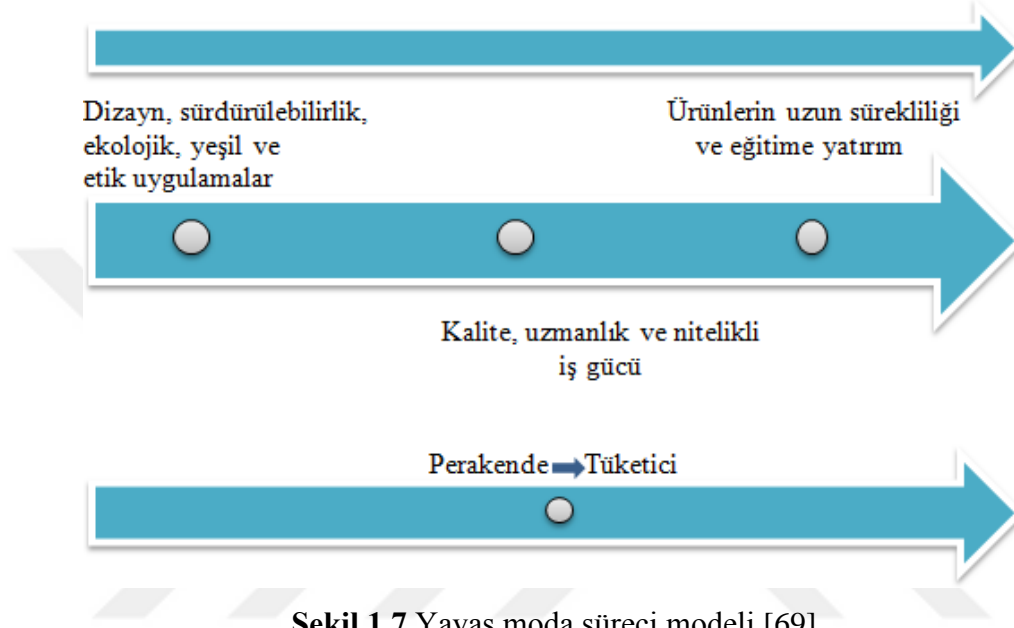 Dizayn, sürdürülebilirlik,
ekolojik, yeşil ve
etik uygulamalar
Ürünlerin uzun sürekliliği
ve eğitime yatırım
Kalite, uzmanlık ve nitelikli
iş gücü
Perakende Tüketici
Şekil 1.7 Yavaş moda süreci modeli [69]